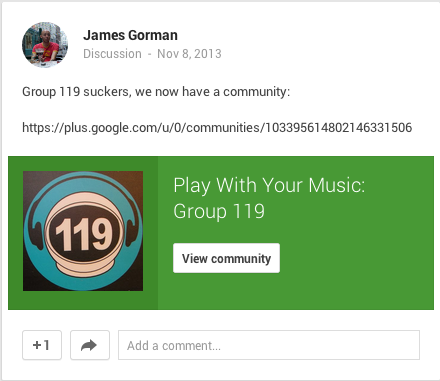 James Gorman
Discussion - Nov 8, 2013
Group 119 suckers, we now have a community:
https://plus.google.com/u/0/communities/103395614802146331506
119
Play With Your Music:
Group 119
View community
+1
Add a comment...